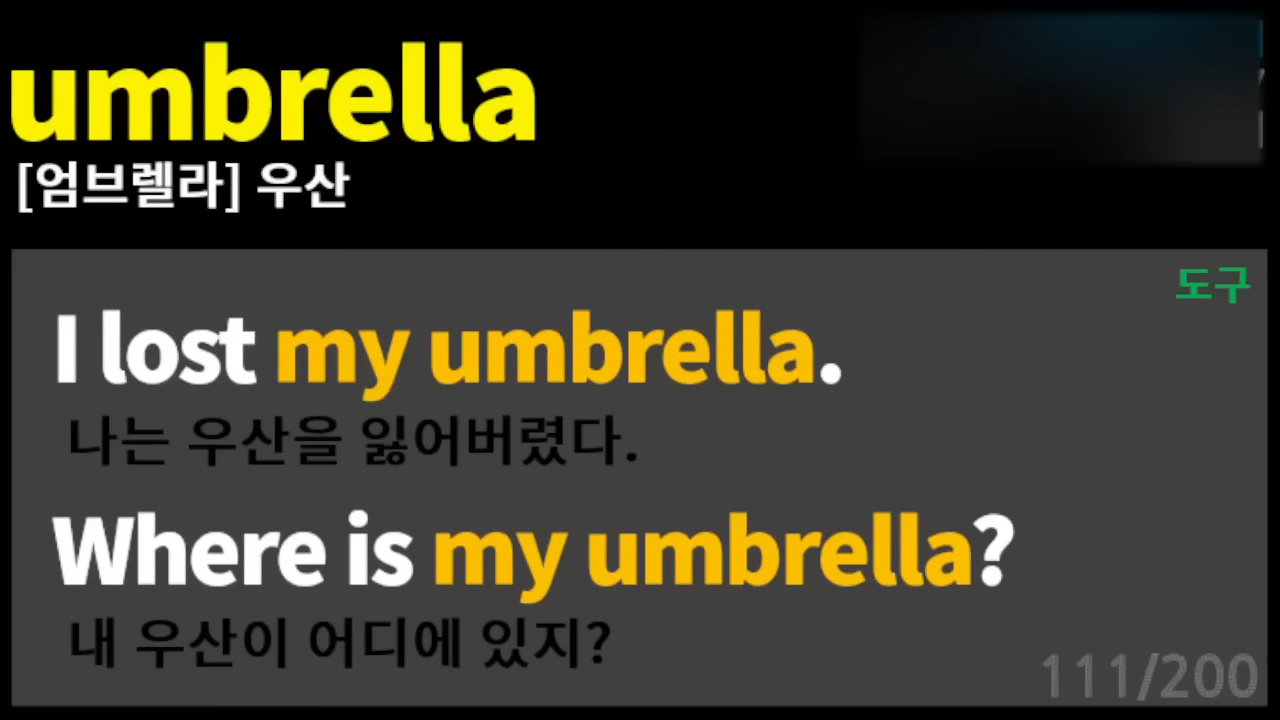 umbrella
[엄브렐라] 우산
도구
I lost my umbrella.
나는 우산을 잃어버렸다.
Where is my umbrella?
내 우산이 어디에 있지?
111/200